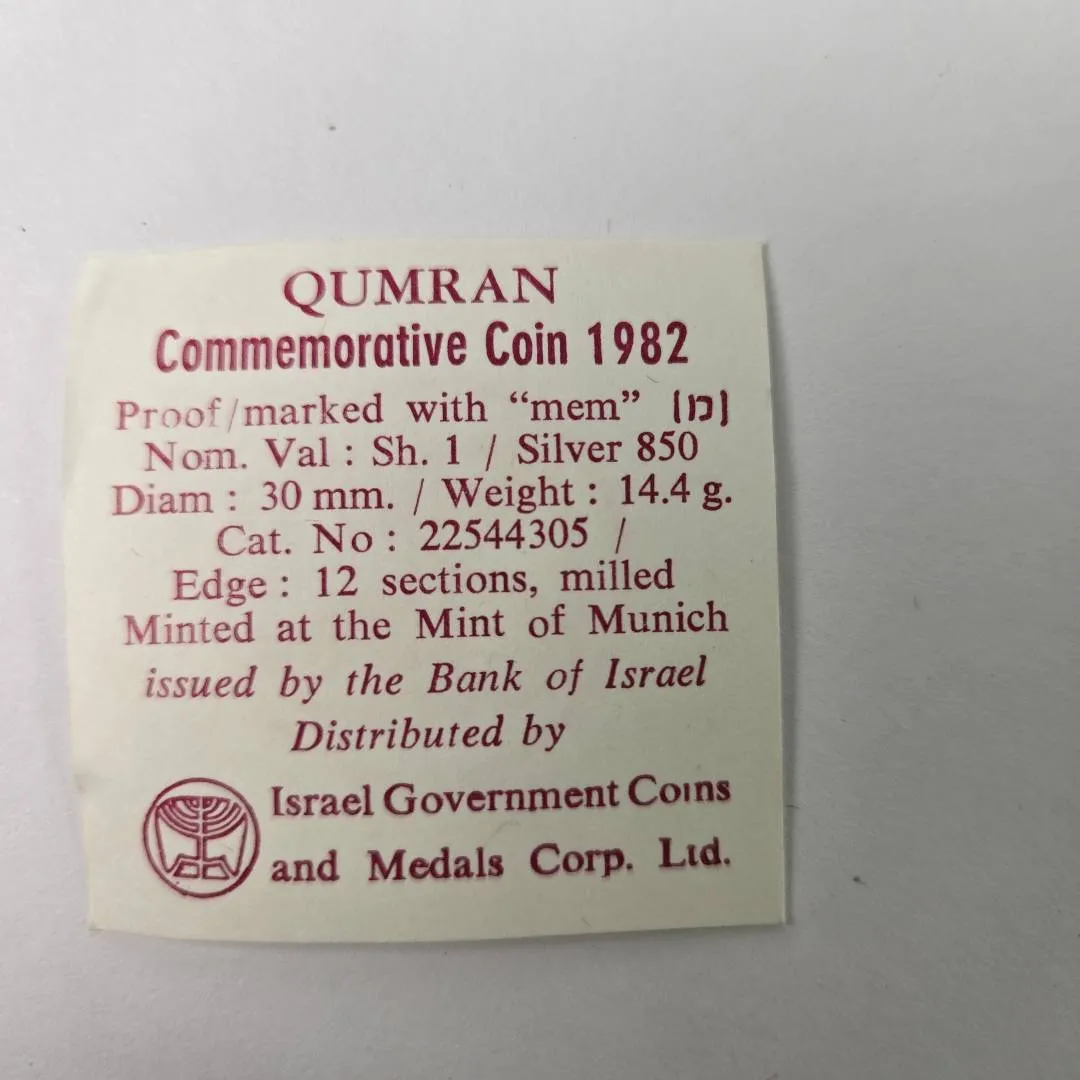 QUMRAN
Commemorative Coin 1982
Proof/marked with “mem” (מ)
Nom. Val : Sh. 1 / Silver 850
Diam : 30 mm. / Weight : 14.4 g.
Cat. No : 22544305 /
Edge : 12 sections, milled
Minted at the Mint of Munich
issued by the Bank of Israel
Distributed by
Israel Government Coins
and Medals Corp. Ltd.